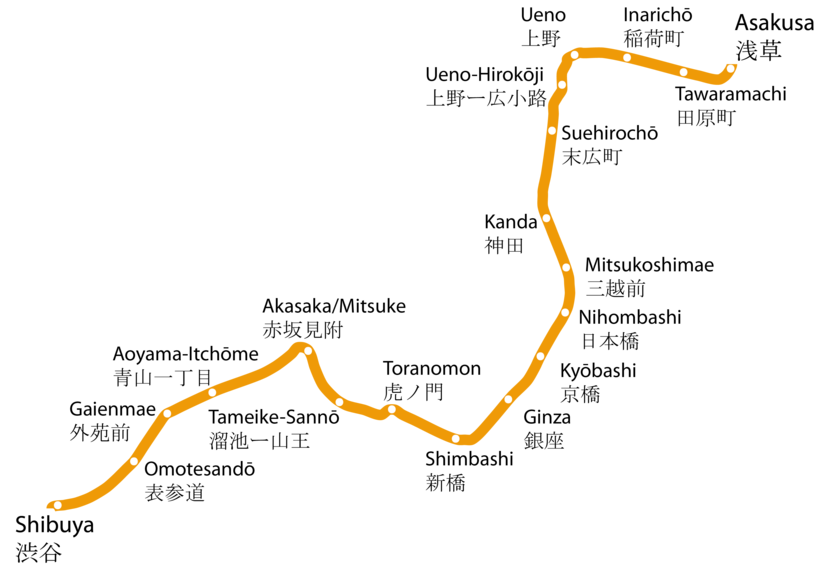 Ueno
上野
Inarichō
稲荷町
Asakusa
浅草
Ueno-Hirokōji
上野一広小路
Tawaramachi
田原町
Suehirochō
末広町
Kanda
神田
Mitsukoshimae
三越前
Nihombashi
日本橋
Akasaka/Mitsuke
赤坂見附
Aoyama-Itchōme
青山一丁目
Toranomon
虎ノ門
Kyōbashi
京橋
Gaienmae
外苑前
Tameike-Sannō
溜池一山王
Ginza
銀座
Shimbashi
新橋
Omotesandō
表参道
Shibuya
渋谷